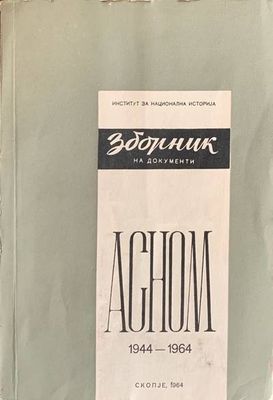 ИНСТИТУТ ЗА НАЦИОНАЛНА ИСТОРИЈА
Зборник
НА ДОКУМЕНТИ
АСНОМ
1944 — 1964
СКОПЈЕ, 1964